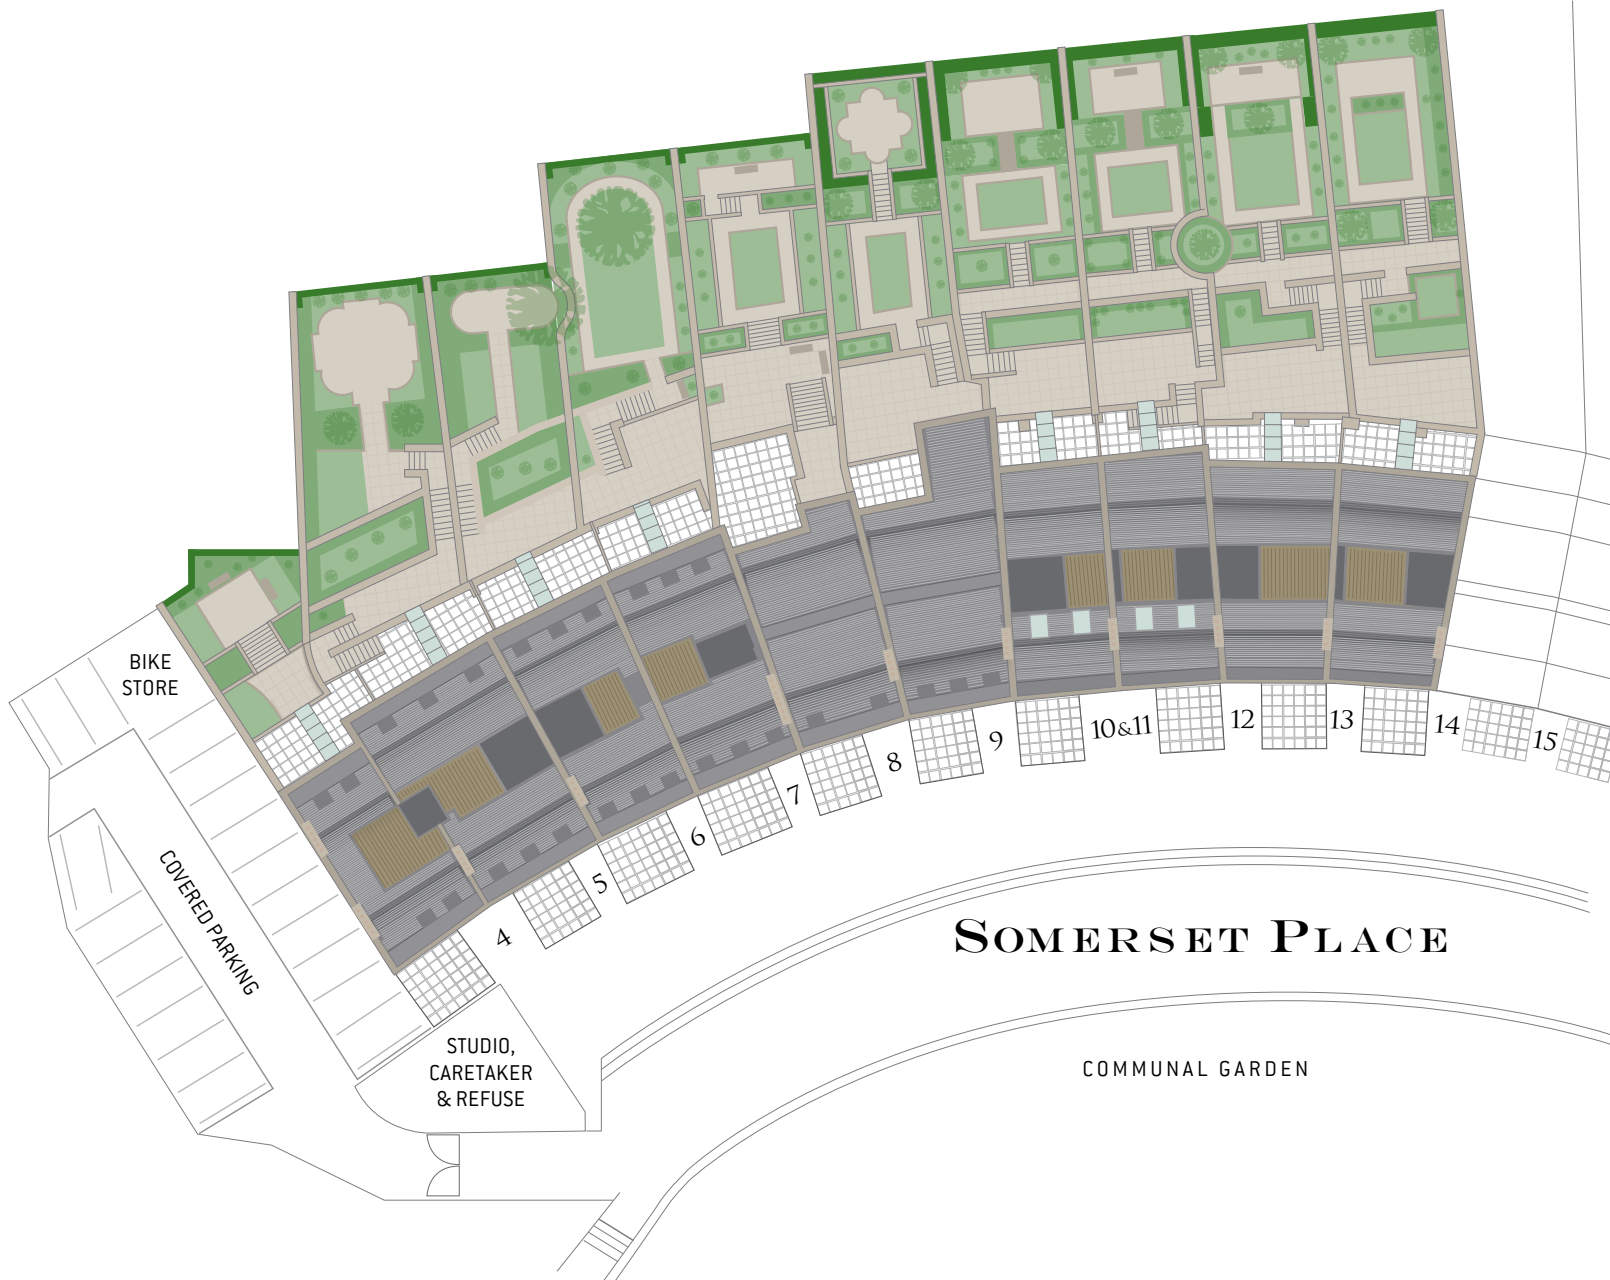 BIKE
STORE
COVERED PARKING
4
5
6
7
8
9
10&11
12
13
14
15
SOMERSET PLACE
STUDIO,
CARETAKER
& REFUSE
COMMUNAL GARDEN